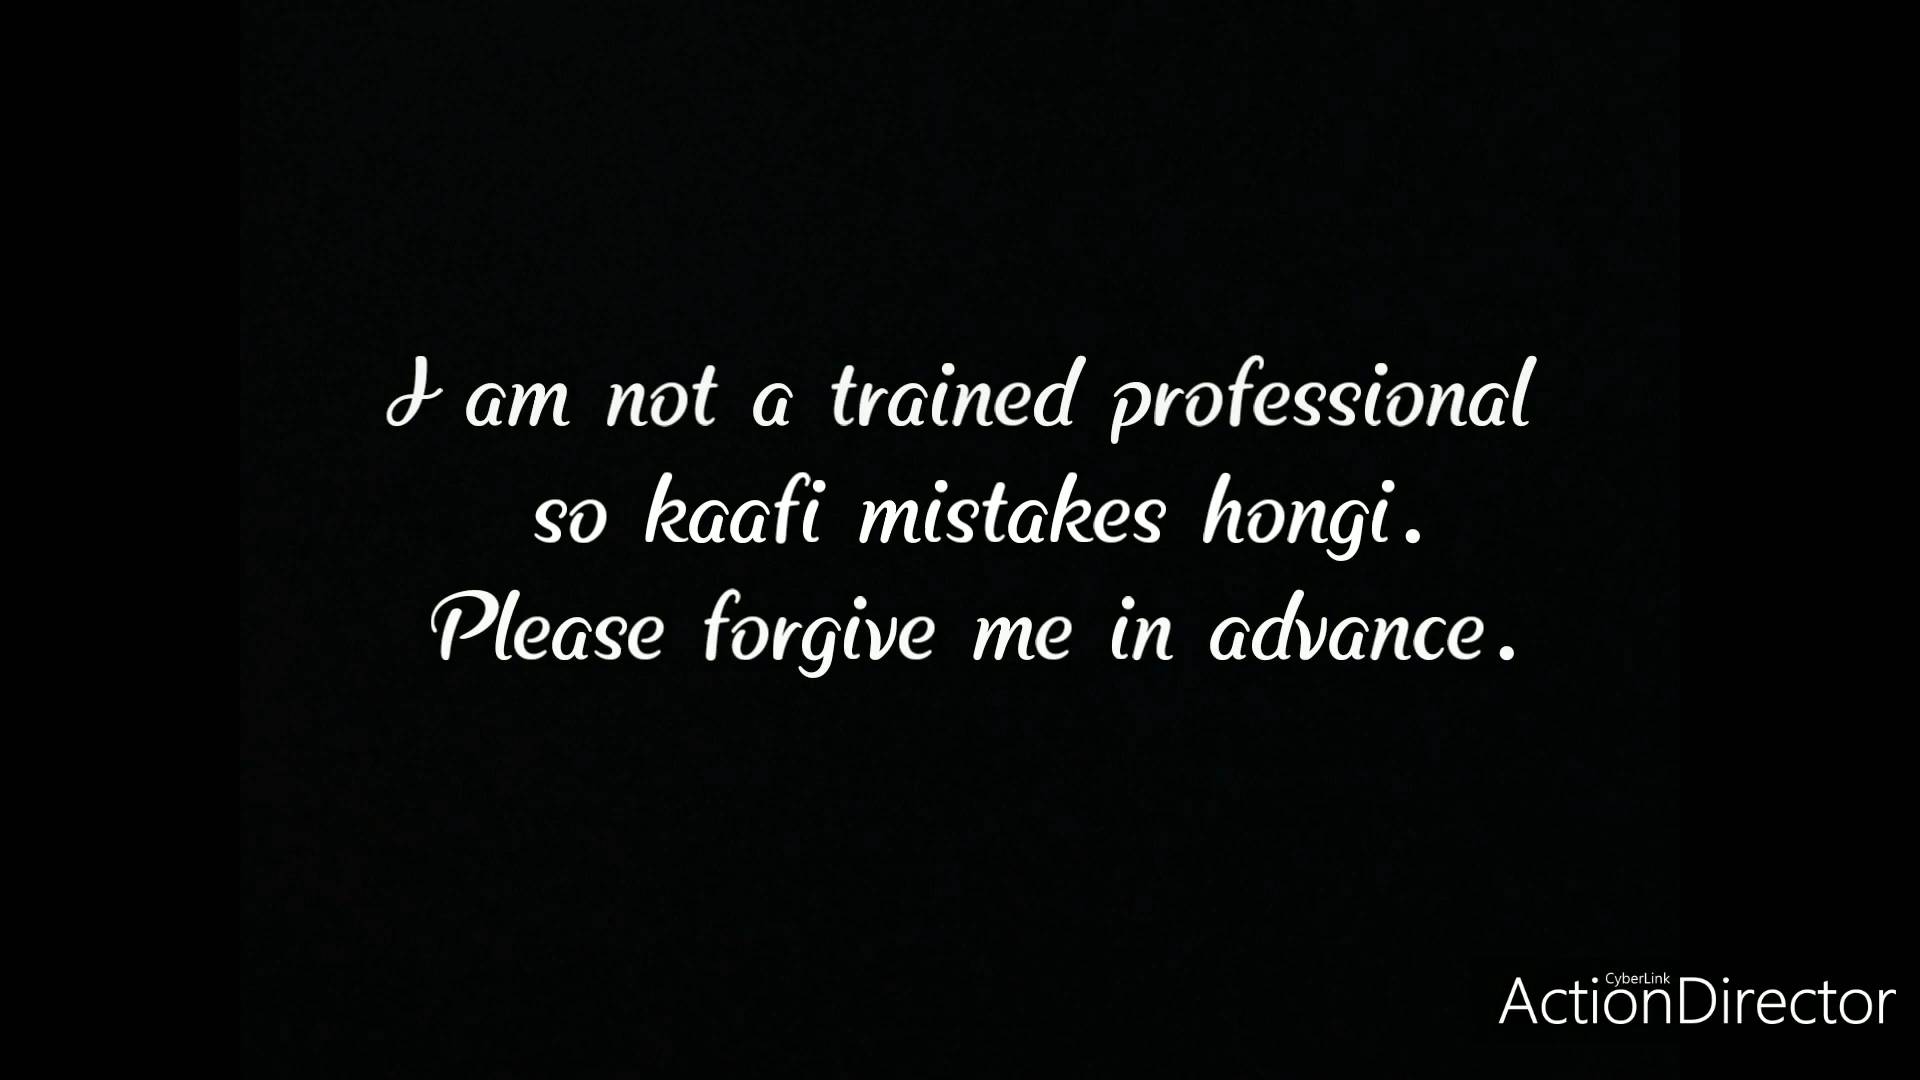 I am not a trained professional
so kaafi mistakes hongi.
Please forgive me in advance.
CyberLink
ActionDirector